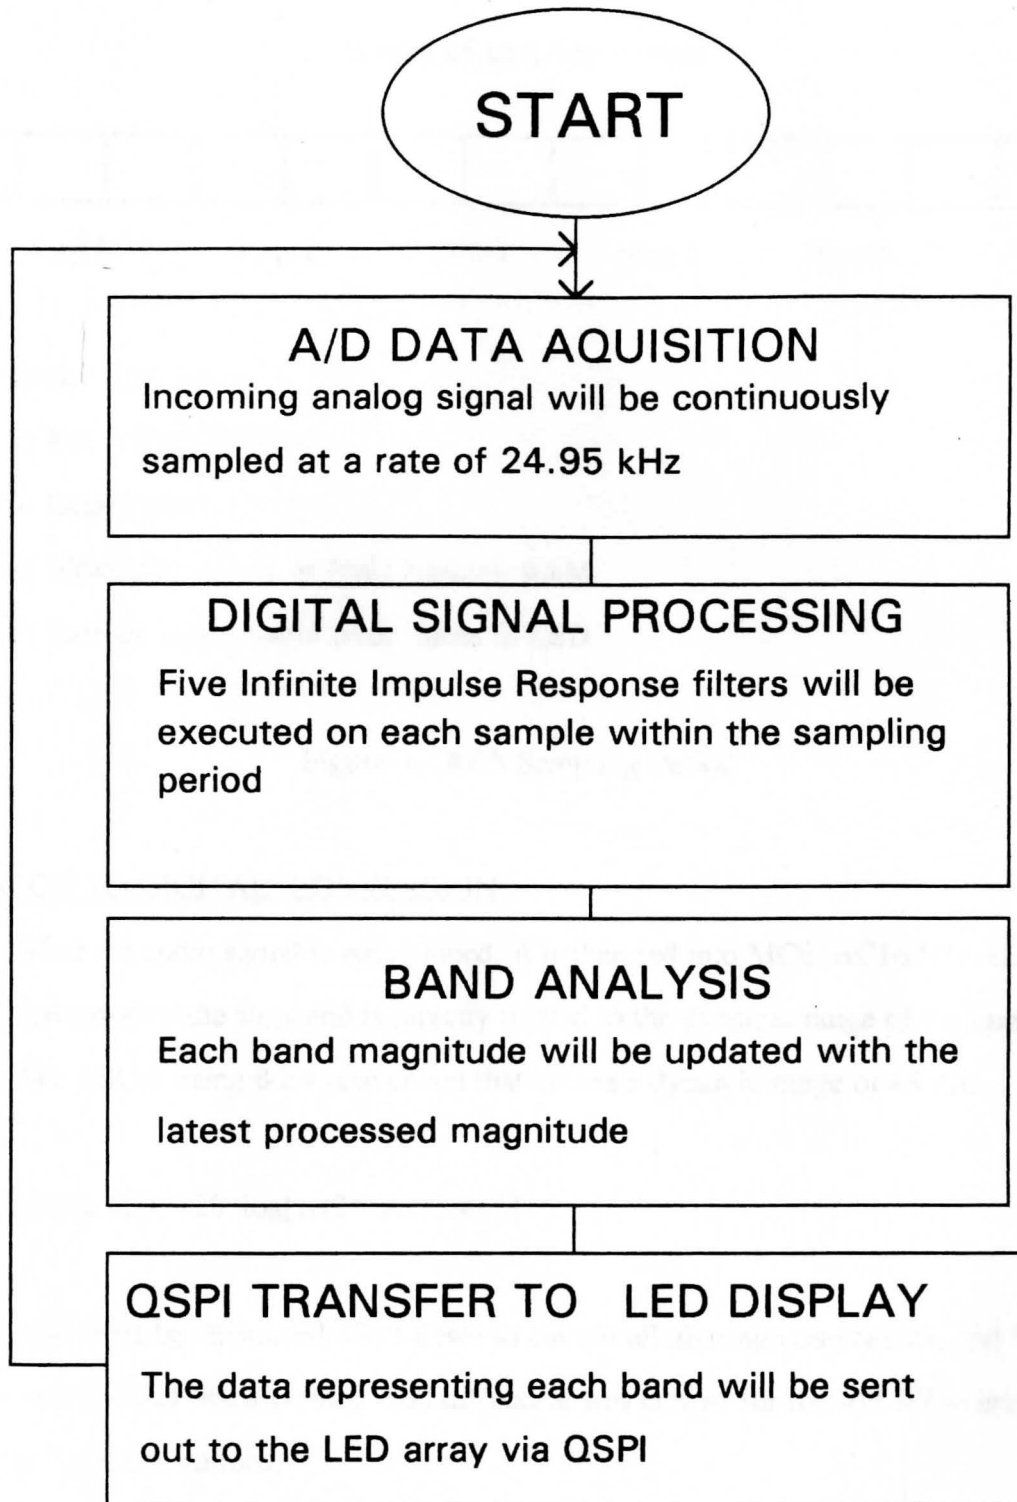 START
A/D DATA AQUISITION
Incoming analog signal will be continuously
sampled at a rate of 24.95 kHz
DIGITAL SIGNAL PROCESSING
Five Infinite Impulse Response filters will be
executed on each sample within the sampling
period
BAND ANALYSIS
Each band magnitude will be updated with the
latest processed magnitude
QSPI TRANSFER TO LED DISPLAY
The data representing each band will be sent
out to the LED array via QSPI